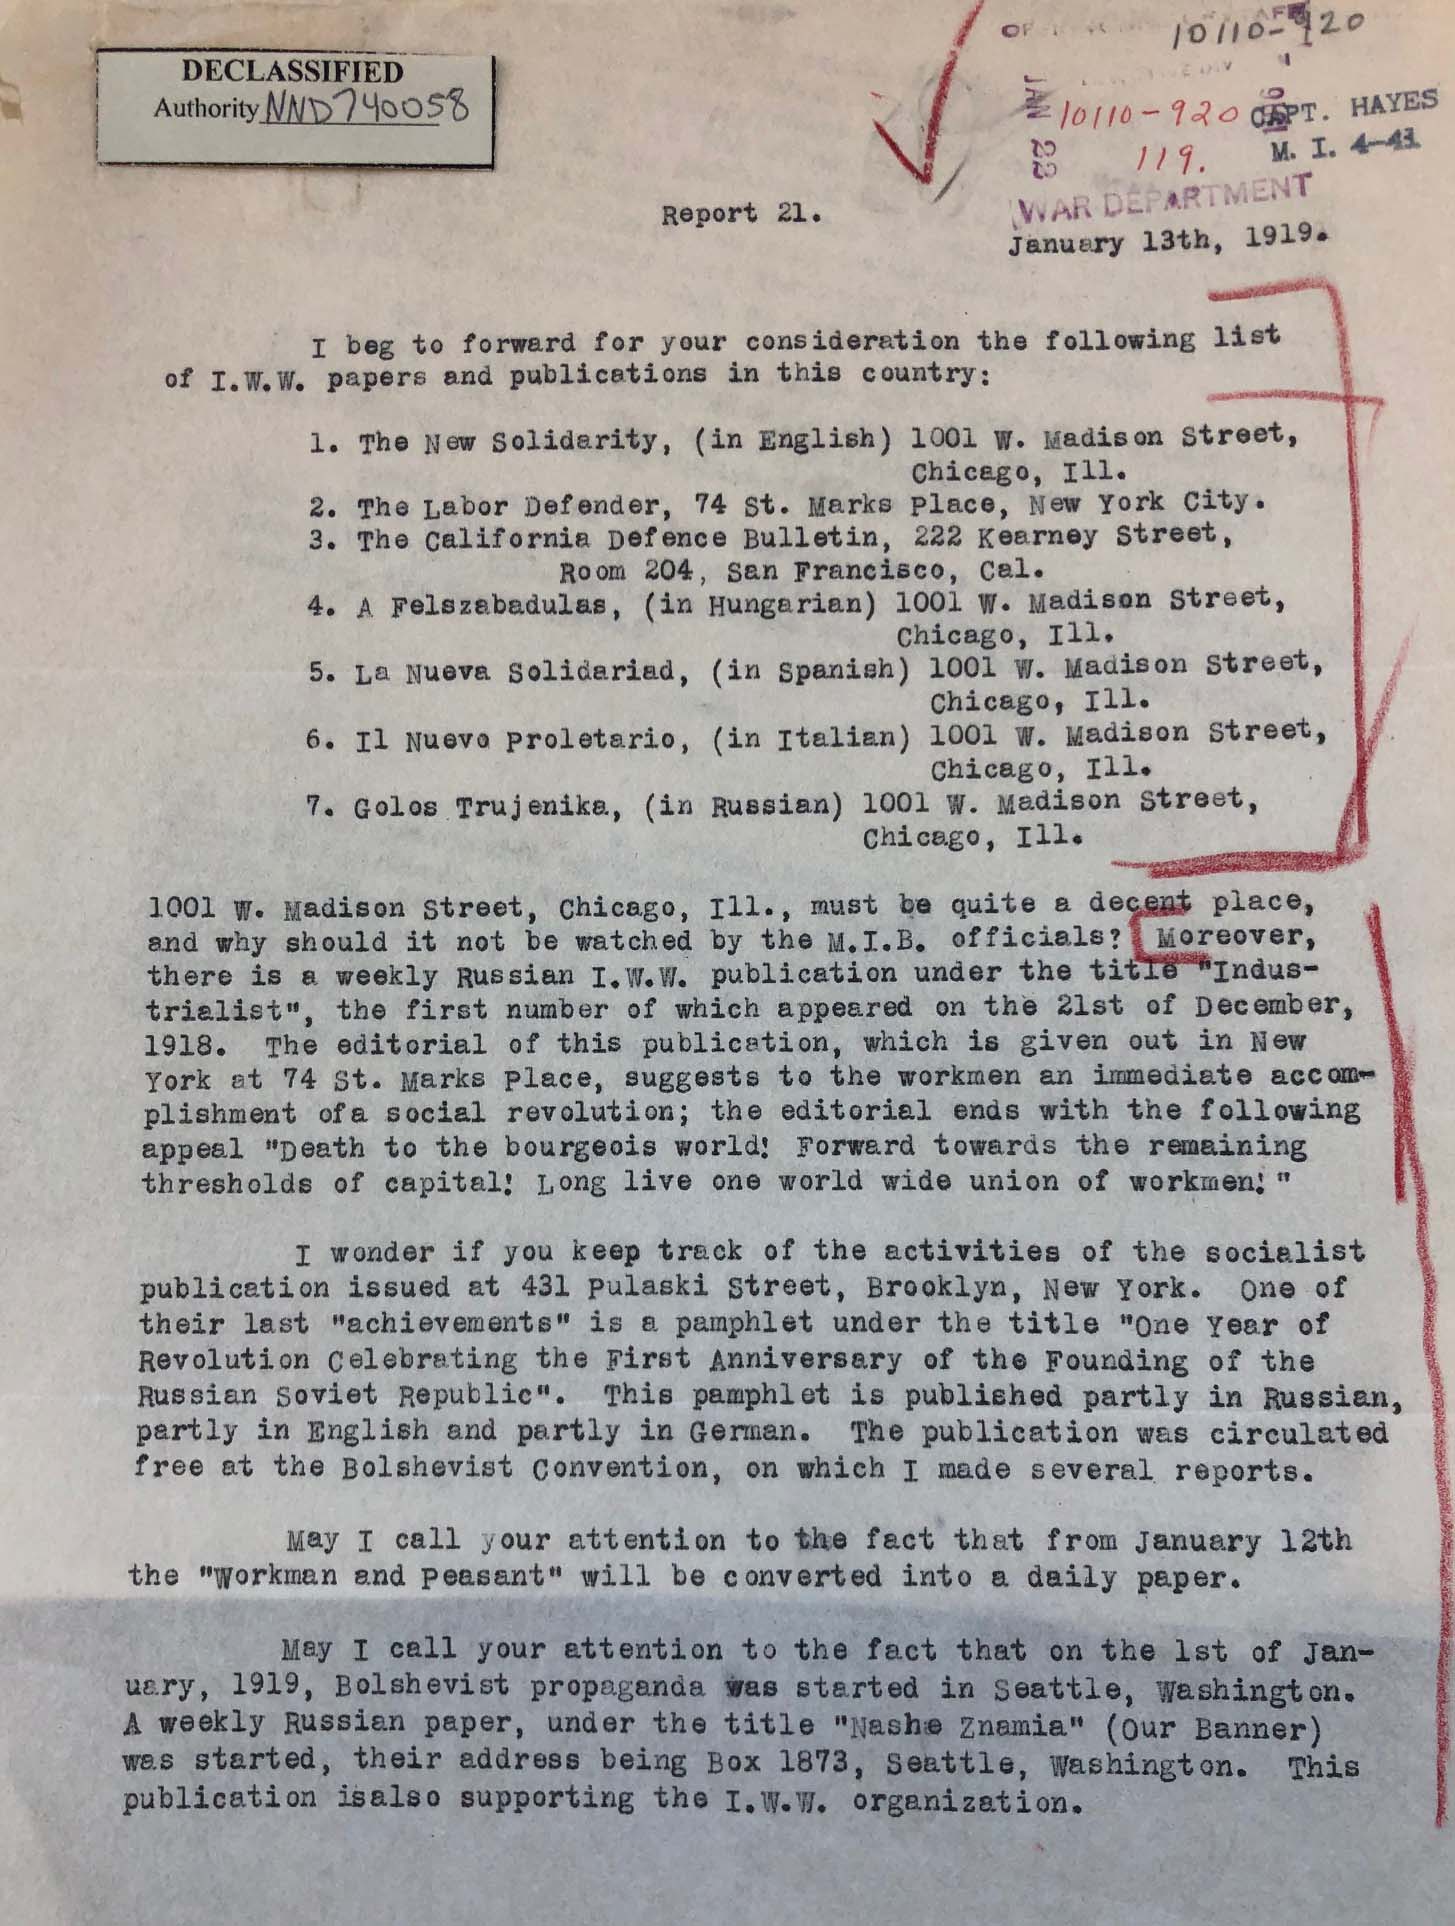 DECLASSIFIED
Authority NND740058
10110-920
JAN 22
10110-920
119.
CAPT. HAYES
M. I. 4-41
WAR DEPARTMENT
Report 21.
January 13th, 1919.
I beg to forward for your consideration the following list
of I.W.W. papers and publications in this country:
1. The New Solidarity, (in English) 1001 W. Madison Street,
Chicago, Ill.
2. The Labor Defender, 74 St. Marks Place, New York City.
3. The California Defence Bulletin, 222 Kearney Street,
Room 204, San Francisco, Cal.
4. A Felszabadulas, (in Hungarian) 1001 W. Madison Street,
Chicago, Ill.
5. La Nueva Solidariad, (in Spanish) 1001 W. Madison Street,
Chicago, Ill.
6. Il Nuevo Proletario, (in Italian) 1001 W. Madison Street,
Chicago, Ill.
7. Golos Trujenika, (in Russian) 1001 W. Madison Street,
Chicago, Ill.
1001 W. Madison Street, Chicago, Ill., must be quite a decent place,
and why should it not be watched by the M.I.B. officials? Moreover,
there is a weekly Russian I.W.W. publication under the title "Indus-
trialist", the first number of which appeared on the 21st of December,
1918. The editorial of this publication, which is given out in New
York at 74 St. Marks Place, suggests to the workmen an immediate accom-
plishment ofa social revolution; the editorial ends with the following
appeal "Death to the bourgeois world! Forward towards the remaining
thresholds of capital! Long live one world wide union of workmen!"
I wonder if you keep track of the activities of the socialist
publication issued at 431 Pulaski Street, Brooklyn, New York. One of
their last "achievements" is a pamphlet under the title "One Year of
Revolution Celebrating the First Anniversary of the Founding of the
Russian Soviet Republic". This pamphlet is published partly in Russian,
partly in English and partly in German. The publication was circulated
free at the Bolshevist Convention, on which I made several reports.
May I call your attention to the fact that from January 12th
the "Workman and Peasant" will be converted into a daily paper.
May I call your attention to the fact that on the 1st of Jan-
uary, 1919, Bolshevist propaganda was started in Seattle, Washington.
A weekly Russian paper, under the title "Nashe Znamia" (Our Banner)
was started, their address being Box 1873, Seattle, Washington. This
publication isalso supporting the I.W.W. organization.